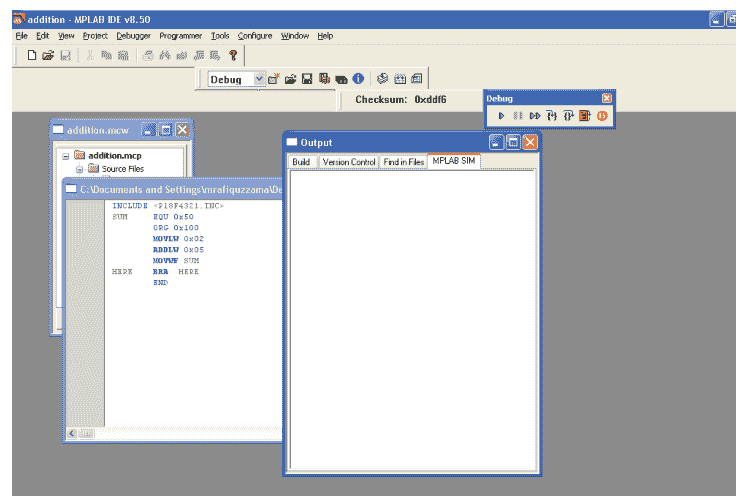 addition - MPLAB IDE v8.50
File Edit View Project Debugger Programmer Tools Configure Window Help
Debug
Checksum: 0xddf6
Debug
addition.mcw
addition.mcp
Source Files
Output
Build Version Control Find in Files MPLAB SIM
C:\Documents and Settings\mrafiquzzama\De
INCLUDE <P18F4321.INC>
SUM EQU 0x50
ORG 0x100
MOVLW 0x02
ADDLW 0x05
MOVWF SUM
HERE BRA HERE
END